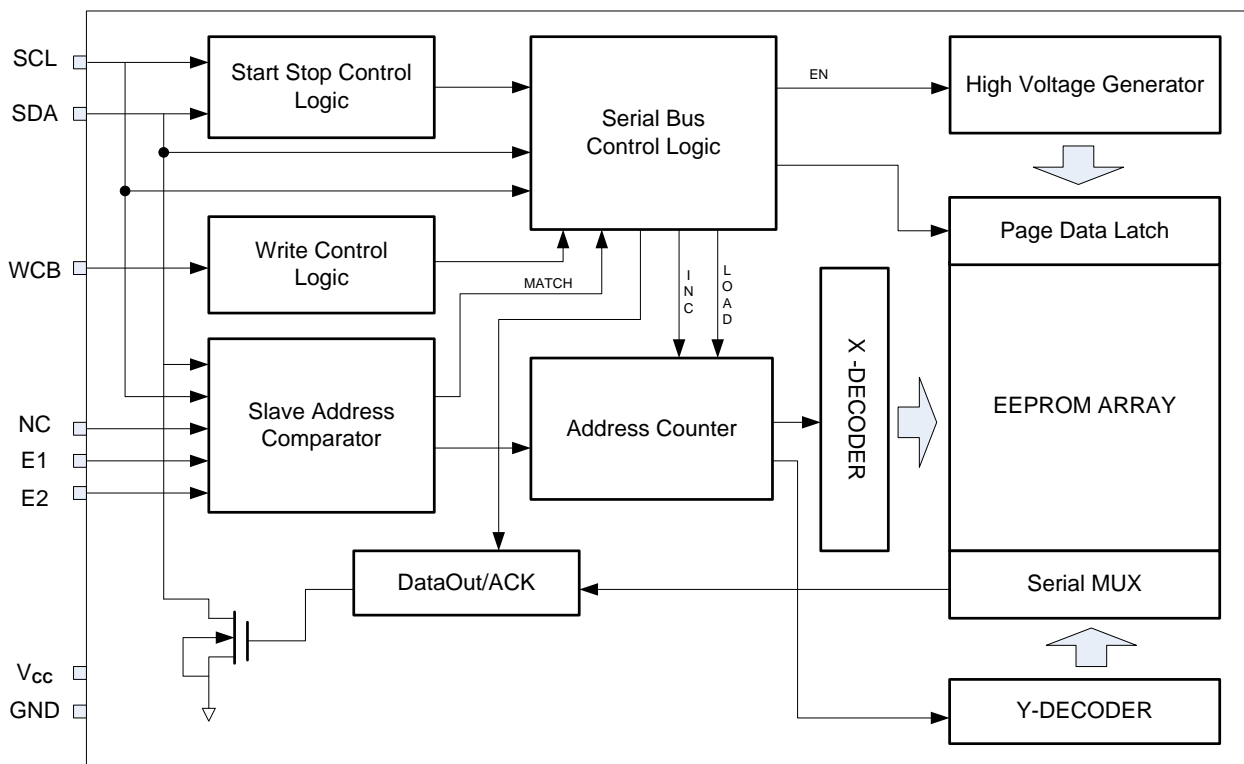 SCL
SDA
Start Stop Control
Logic
Serial Bus
Control Logic
EN
High Voltage Generator
WCB
Write Control
Logic
MATCH
INC
LOAD
Page Data Latch
NC
E1
E2
Slave Address
Comparator
Address Counter
X -DECODER
EEPROM ARRAY
DataOut/ACK
Serial MUX
Vcc
GND
Y-DECODER